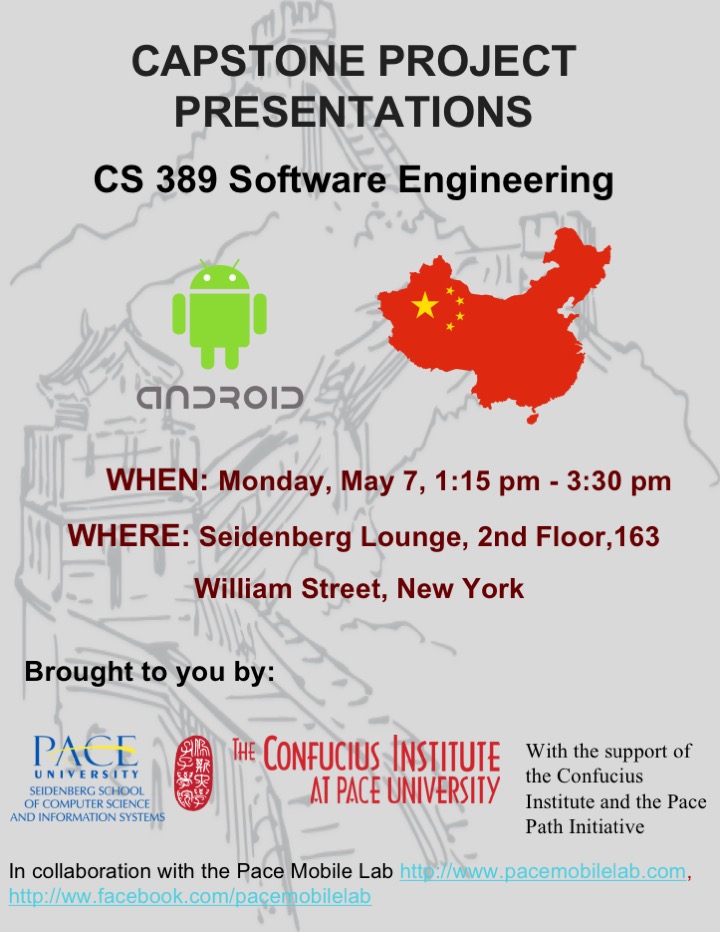 CAPSTONE PROJECT
PRESENTATIONS
CS 389 Software Engineering
ANDROID
WHEN: Monday, May 7, 1:15 pm - 3:30 pm
WHERE: Seidenberg Lounge, 2nd Floor,163
William Street, New York
Brought to you by:
PACE
UNIVERSITY
SEIDENBERG SCHOOL
OF COMPUTER SCIENCE
AND INFORMATION SYSTEMS
THE CONFUCIUS INSTITUTE
AT PACE UNIVERSITY
With the support of
the Confucius
Institute and the Pace
Path Initiative
In collaboration with the Pace Mobile Lab http://www.pacemobilelab.com,
http://ww.facebook.com/pacemobilelab